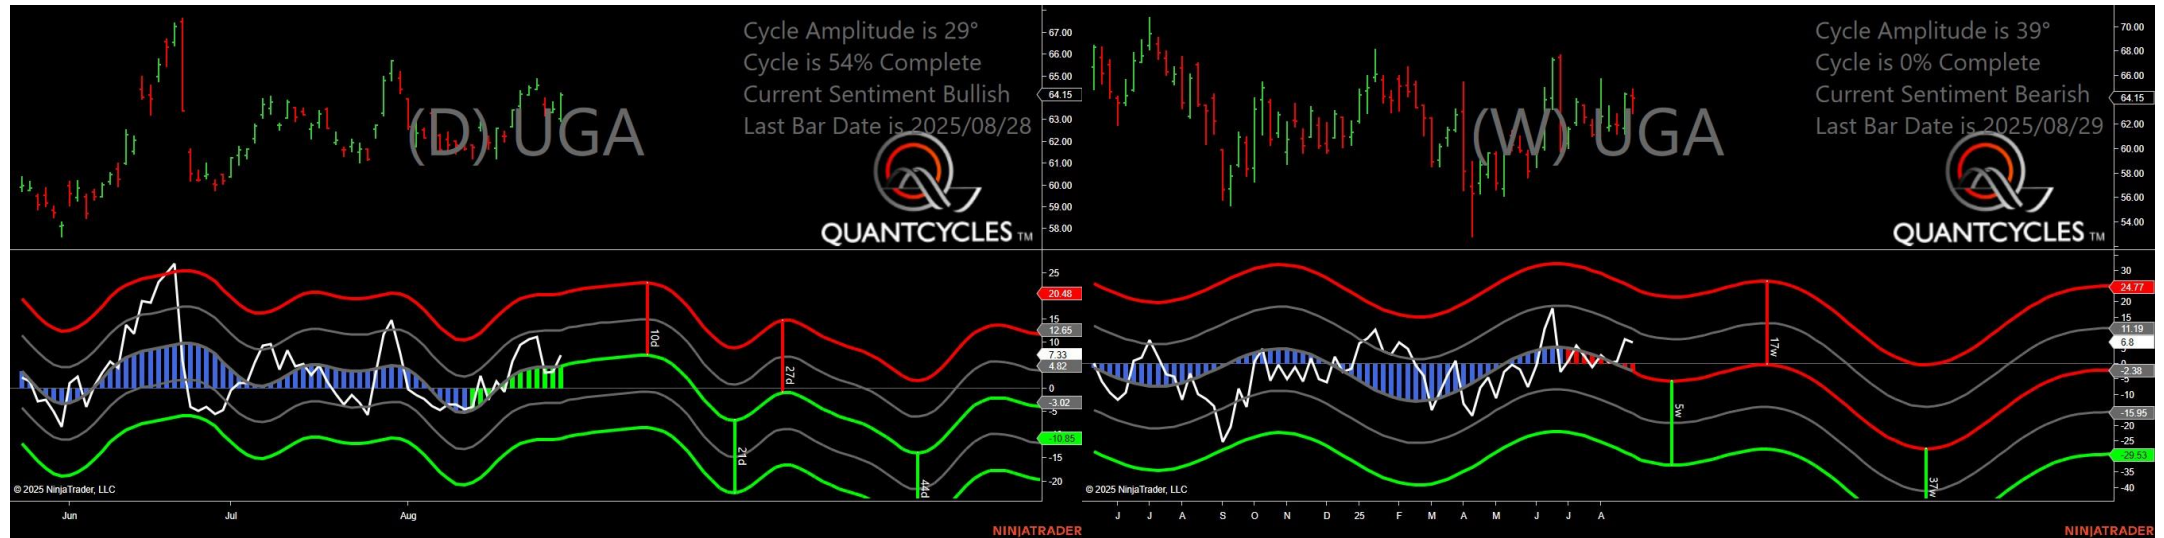 Cycle Amplitude is 29°
Cycle is 54% Complete
Current Sentiment Bullish
Last Bar Date is 2025/08/28
(D) UGA
QUANTCYCLES TM
67.00
66.00
65.00
64.15
63.00
62.00
61.00
60.00
59.00
58.00
25
20.48
15
12.65
10
7.33
4.82
0
-3.02
-5
-10.85
-15
-20
10d
27d
21d
44d
© 2025 NinjaTrader, LLC
Jun Jul Aug
NINJATRADER
Cycle Amplitude is 39°
Cycle is 0% Complete
Current Sentiment Bearish
Last Bar Date is 2025/08/29
(W) UGA
QUANTCYCLES TM
70.00
68.00
66.00
64.15
62.00
60.00
58.00
56.00
54.00
30
24.77
20
15
11.19
6.8
-2.38
-5
-10
-15.95
-20
-25
-29.53
-35
-40
17w
5w
37w
© 2025 NinjaTrader, LLC
J J A S O N D 25 F M A M J J A
NINJATRADER